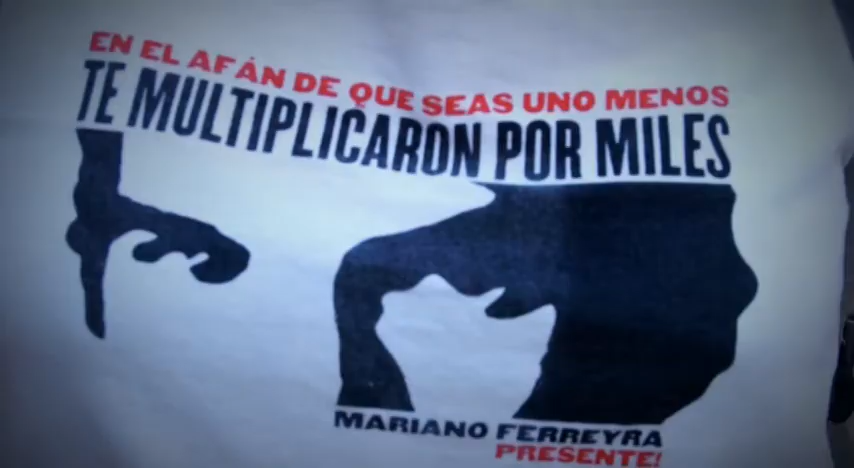 EN EL AFÁN DE QUE SEAS UNO MENOS
TE MULTIPLICARON POR MILES
MARIANO FERREYRA
PRESENTE!